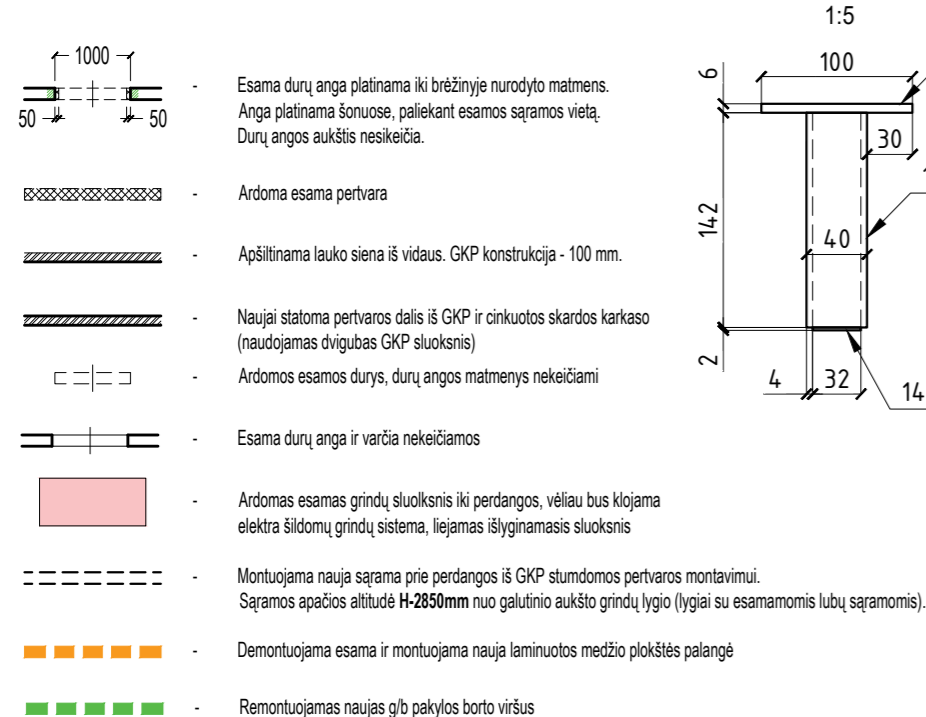 1000
50
50
- Esama durų anga platinama iki brėžinyje nurodyto matmens.
Anga platinama šonuose, paliekant esamos sąramos vietą.
Durų angos aukštis nesikeičia.
- Ardoma esama pertvara
- Apšiltinama lauko siena iš vidaus. GKP konstrukcija - 100 mm.
- Naujai statoma pertvaros dalis iš GKP ir cinkuotos skardos karkaso
(naudojamas dvigubas GKP sluoksnis)
- Ardomos esamos durys, durų angos matmenys nekeičiami
- Esama durų anga ir varčia nekeičiamos
- Ardomas esamas grindų sluolksnis iki perdangos, vėliau bus klojama
elektra šildomų grindų sistema, liejamas išlyginamasis sluoksnis
- Montuojama nauja sąrama prie perdangos iš GKP stumdomos pertvaros montavimui.
Sąramos apačios altitudė H-2850mm nuo galutinio aukšto grindų lygio (lygiai su esamamomis lubų sąramomis).
- Demontuojama esama ir montuojama nauja laminuotos medžio plokštės palangė
- Remontuojamas naujas g/b pakylos borto viršus
1:5
100
6
30
142
40
2
4
32
14